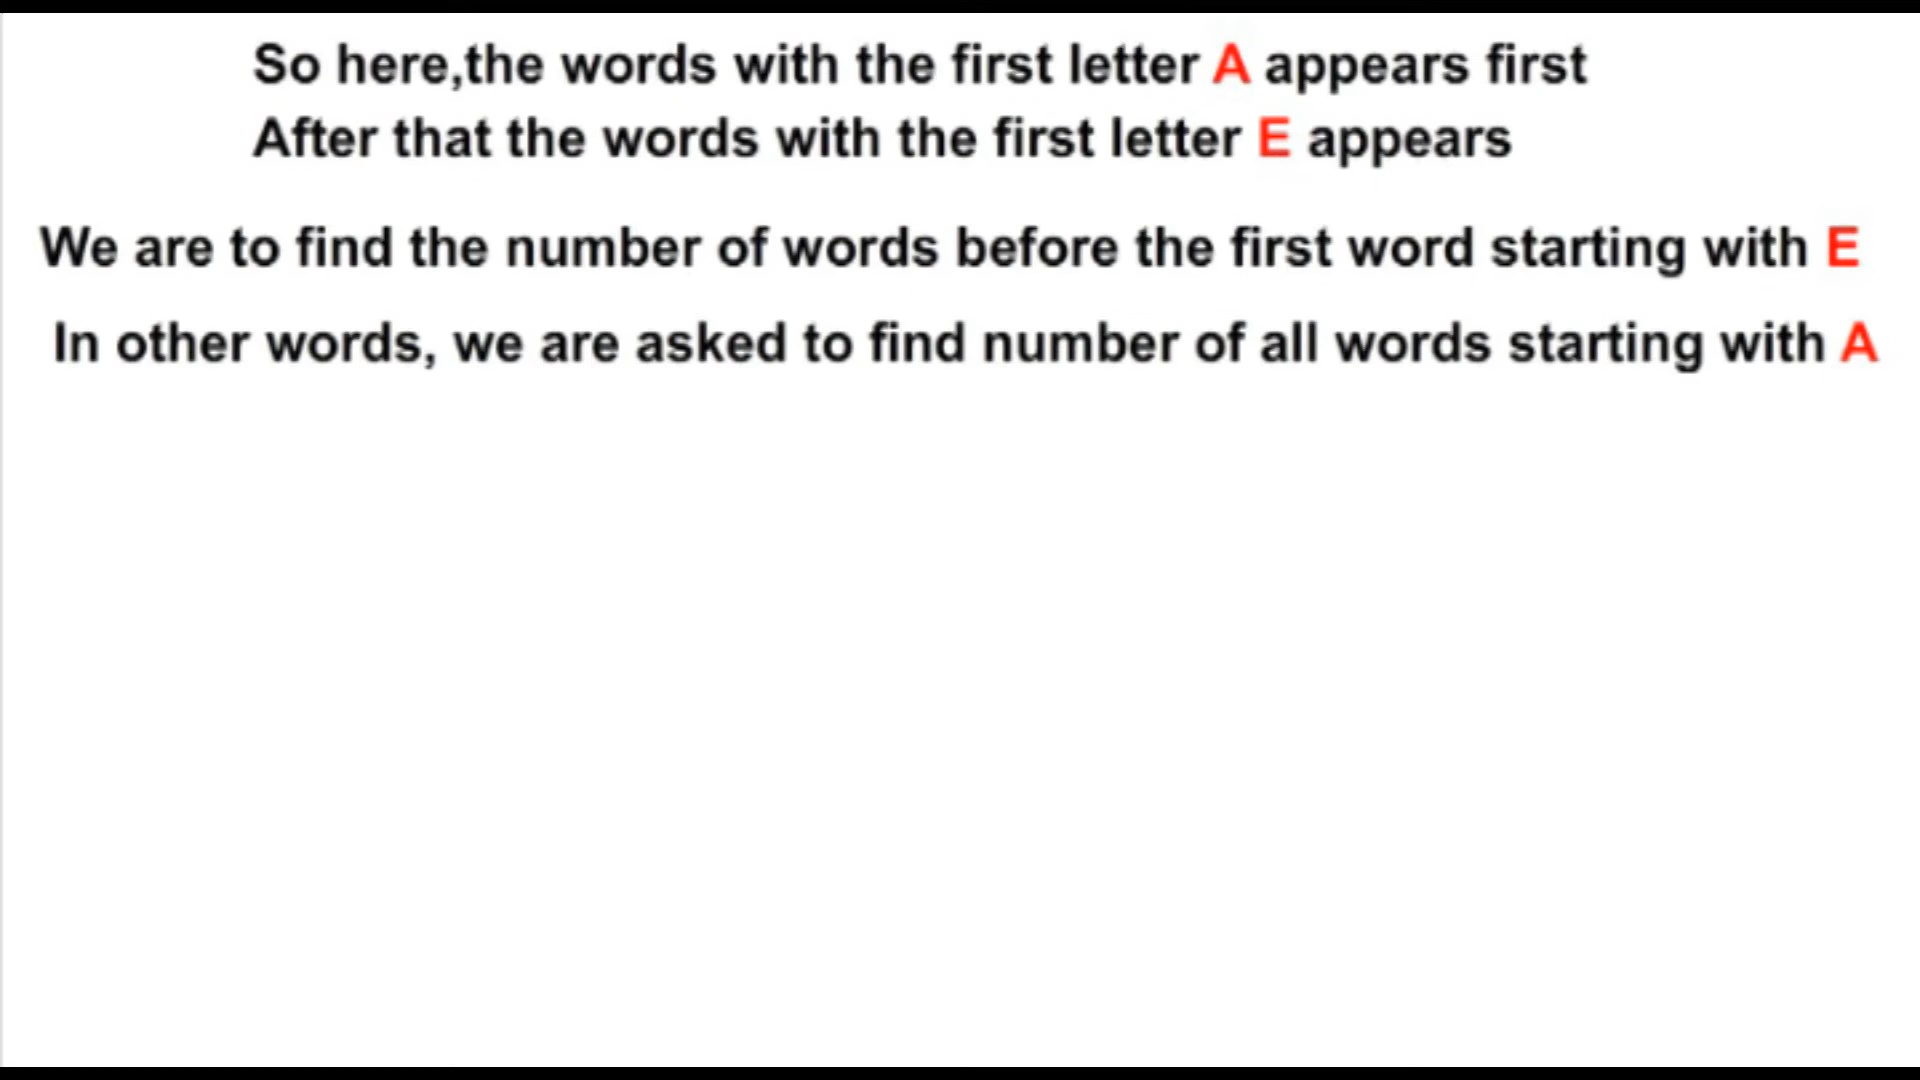 So here,the words with the first letter A appears first
After that the words with the first letter E appears
We are to find the number of words before the first word starting with E
In other words, we are asked to find number of all words starting with A